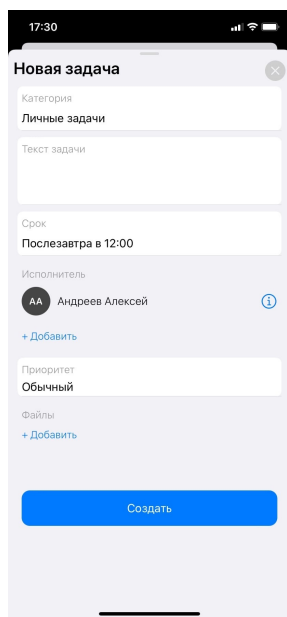 17:30
Новая задача
Категория
Личные задачи
Текст задачи
Срок
Послезавтра в 12:00
Исполнитель
АА
Андреев Алексей
+ Добавить
Приоритет
Обычный
Файлы
+ Добавить
Создать